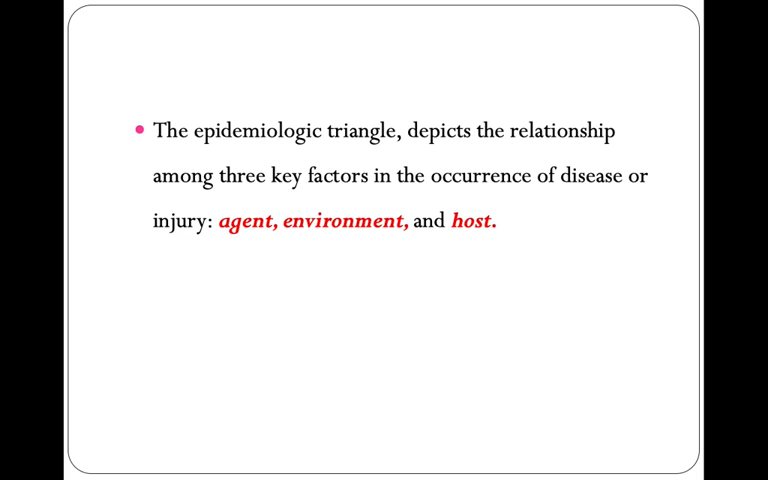 • The epidemiologic triangle, depicts the relationship
among three key factors in the occurrence of disease or
injury: agent, environment, and host.